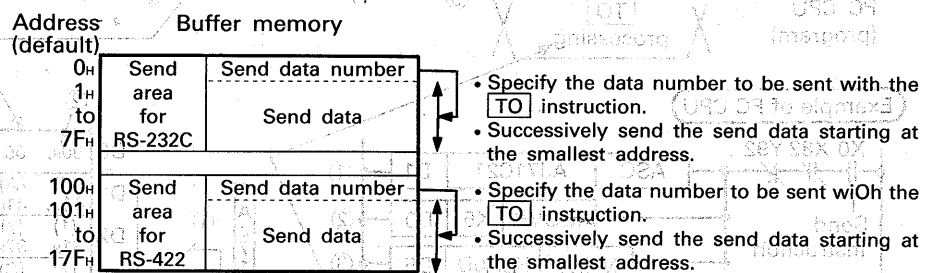 Address
(default)
Buffer memory
0H Send Send data number
1H area
to for Send data
7FH RS-232C
• Specify the data number to be sent with the
TO instruction.
• Successively send the send data starting at
the smallest address.
100H Send Send data number
101H area
to for Send data
17FH RS-422
• Specify the data number to be sent wiOh the
TO instruction.
• Successively send the send data starting at
the smallest address.